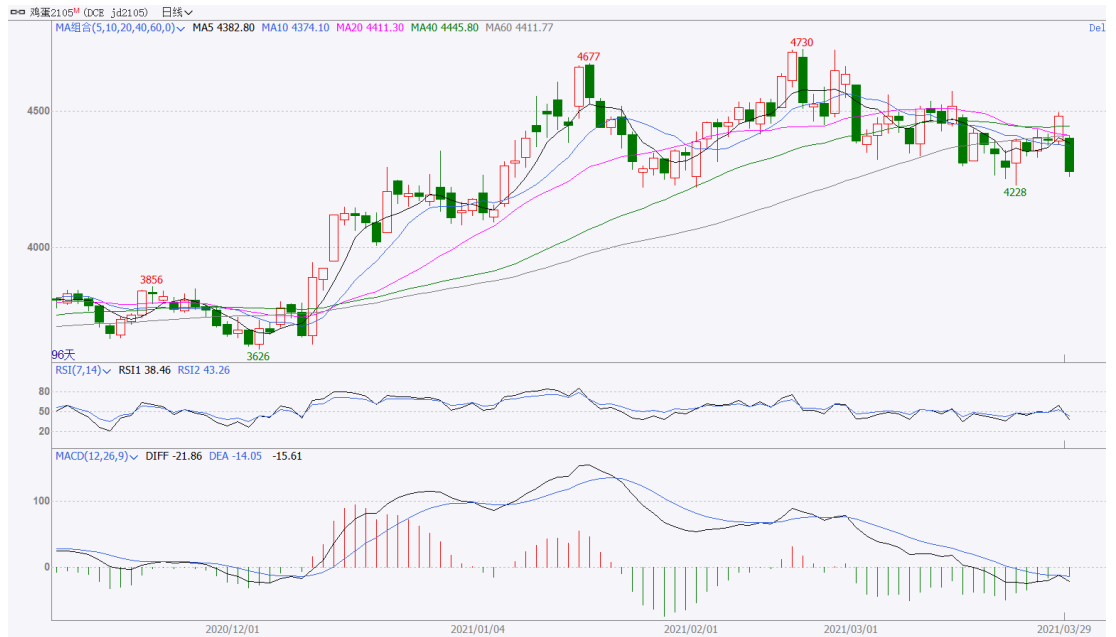 鸡蛋2105M (DCE jd2105) 日线
MA组合(5,10,20,40,60,0) MA5 4382.80 MA10 4374.10 MA20 4411.30 MA40 4445.80 MA60 4411.77 Del
4730
4677
4500
4228
4000
3856
3626
96天
RSI(7,14) RSI1 38.46 RSI2 43.26
80
50
20
MACD(12,26,9) DIFF -21.86 DEA -14.05 -15.61
100
0
2020/12/01 2021/01/04 2021/02/01 2021/03/01 2021/03/29